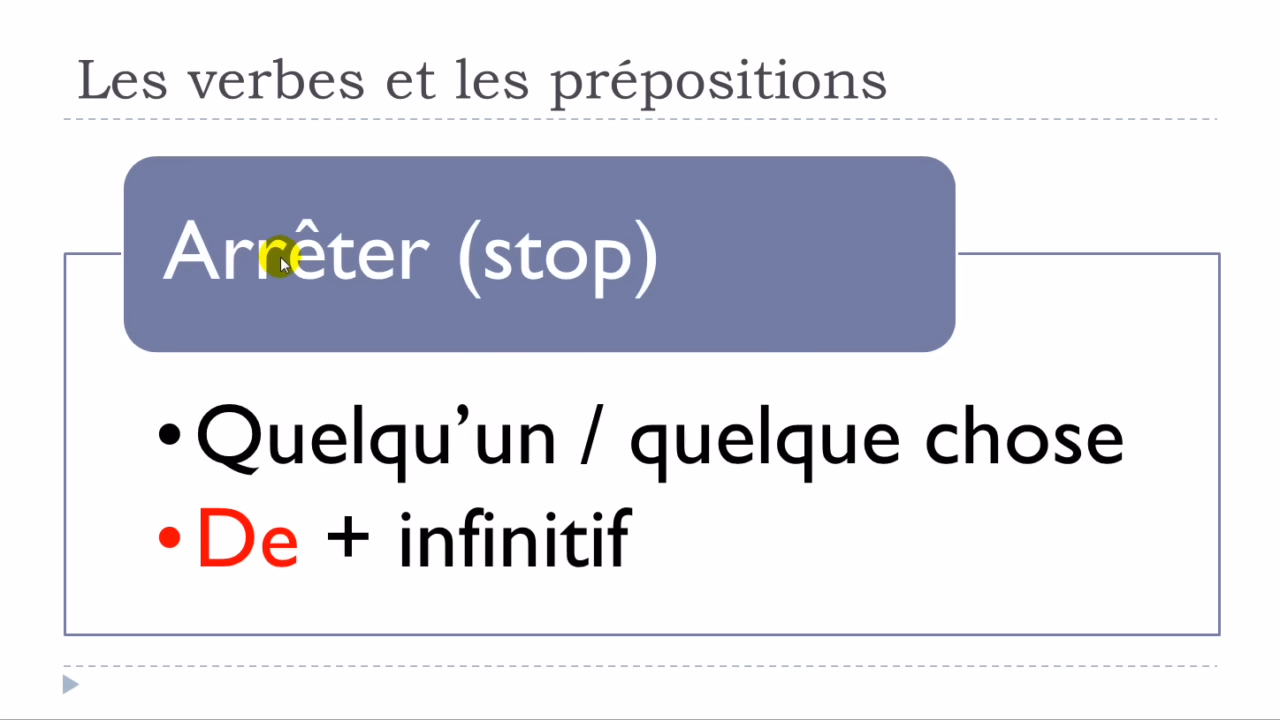 Les verbes et les prépositions
Arrêter (stop)
•Quelqu’un / quelque chose
•De + infinitif